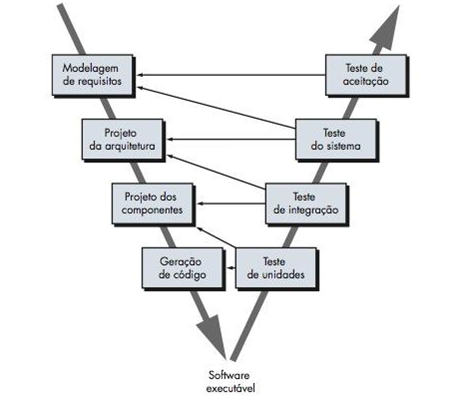 Modelagem
de requisitos
Teste de
aceitação
Projeto
da arquitetura
Teste
do sistema
Projeto dos
componentes
Teste
de integração
Geração
de código
Teste
de unidades
Software
executável